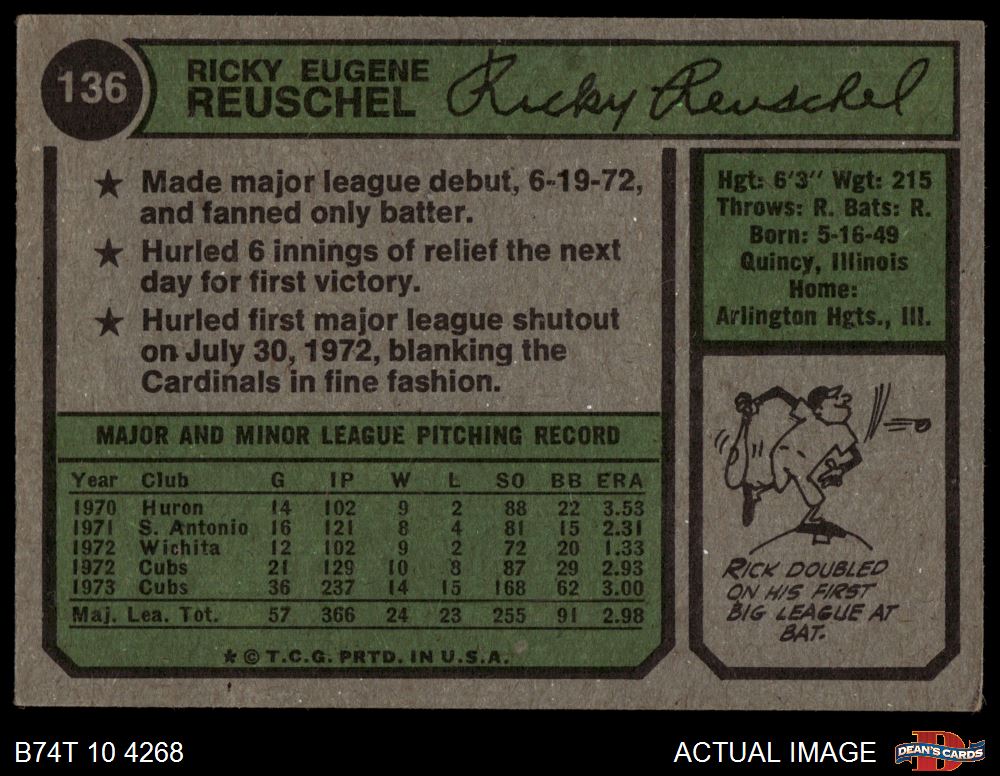 136
RICKY EUGENE
REUSCHEL
Ricky Reuschel
★ Made major league debut, 6-19-72,
and fanned only batter.
★ Hurled 6 innings of relief the next
day for first victory.
★ Hurled first major league shutout
on July 30, 1972, blanking the
Cardinals in fine fashion.
Hgt: 6'3'' Wgt: 215
Throws: R. Bats: R.
Born: 5-16-49
Quincy, Illinois
Home:
Arlington Hgts., Ill.
MAJOR AND MINOR LEAGUE PITCHING RECORD
Year Club G IP W L SO BB ERA
1970 Huron 14 102 9 2 88 22 3.53
1971 S. Antonio 16 121 8 4 81 15 2.31
1972 Wichita 12 102 9 2 72 20 1.33
1972 Cubs 21 129 10 8 87 29 2.93
1973 Cubs 36 237 14 15 168 62 3.00
Maj. Lea. Tot. 57 366 24 23 255 91 2.98
★ © T.C.G. PRTD. IN U.S.A.
RICK DOUBLED
ON HIS FIRST
BIG LEAGUE AT
BAT.
B74T 10 4268
ACTUAL IMAGE
DEAN'S CARDS